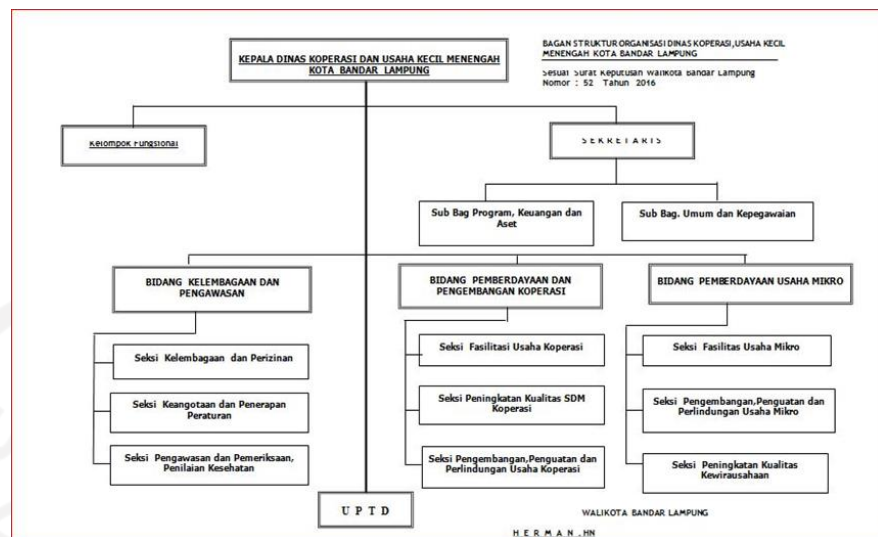 KEPALA DINAS KOPERASI DAN USAHA KECIL MENENGAH
KOTA BANDAR LAMPUNG
BAGAN STRUKTUR ORGANISASI DINAS KOPERASI,USAHA KECIL
MENENGAH KOTA BANDAR LAMPUNG
Sesuai Surat Keputusan Walikota Bandar Lampung
Nomor : 52 Tahun 2016
Kelompok Fungsional
S E K R E T A R I S
Sub Bag Program, Keuangan dan
Aset
Sub Bag. Umum dan Kepegawaian
BIDANG KELEMBAGAAN DAN
PENGAWASAN
BIDANG PEMBERDAYAAN DAN
PENGEMBANGAN KOPERASI
BIDANG PEMBERDAYAAN USAHA MIKRO
Seksi Kelembagaan dan Perizinan
Seksi Keangotaan dan Penerapan
Peraturan
Seksi Pengawasan dan Pemeriksaan,
Penilaian Kesehatan
Seksi Fasilitasi Usaha Koperasi
Seksi Peningkatan Kualitas SDM
Koperasi
Seksi Pengembangan,Penguatan dan
Perlindungan Usaha Koperasi
Seksi Fasilitas Usaha Mikro
Seksi Pengembangan,Penguatan dan
Perlindungan Usaha Mikro
Seksi Peningkatan Kualitas
Kewirausahaan
U P T D
WALIKOTA BANDAR LAMPUNG
H E R M A N .HN